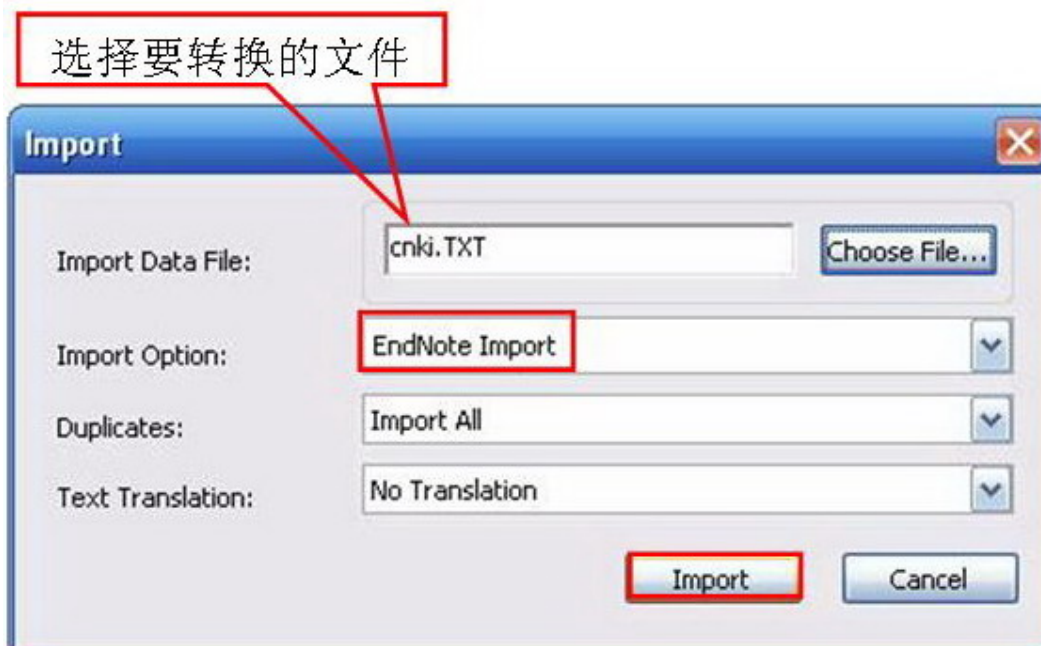 选择要转换的文件
Import
Import Data File:
cnki.TXT
Choose File...
Import Option:
EndNote Import
Duplicates:
Import All
Text Translation:
No Translation
Import
Cancel